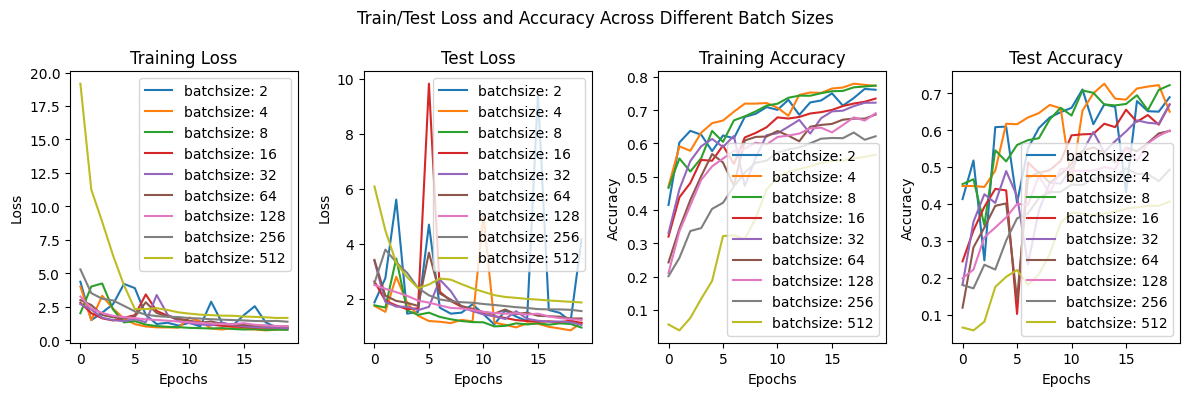 Train/Test Loss and Accuracy Across Different Batch Sizes
Training Loss
20.0
17.5
15.0
12.5
10.0
7.5
5.0
2.5
0.0
Loss
0 5 10 15
Epochs
batchsize: 2
batchsize: 4
batchsize: 8
batchsize: 16
batchsize: 32
batchsize: 64
batchsize: 128
batchsize: 256
batchsize: 512
Test Loss
10
8
6
4
2
Loss
0 5 10 15
Epochs
batchsize: 2
batchsize: 4
batchsize: 8
batchsize: 16
batchsize: 32
batchsize: 64
batchsize: 128
batchsize: 256
batchsize: 512
Training Accuracy
0.8
0.7
0.6
0.5
0.4
0.3
0.2
0.1
Accuracy
0 5 10 15
Epochs
batchsize: 2
batchsize: 4
batchsize: 8
batchsize: 16
batchsize: 32
batchsize: 64
batchsize: 128
batchsize: 256
batchsize: 512
Test Accuracy
0.7
0.6
0.5
0.4
0.3
0.2
0.1
Accuracy
0 5 10 15
Epochs
batchsize: 2
batchsize: 4
batchsize: 8
batchsize: 16
batchsize: 32
batchsize: 64
batchsize: 128
batchsize: 256
batchsize: 512